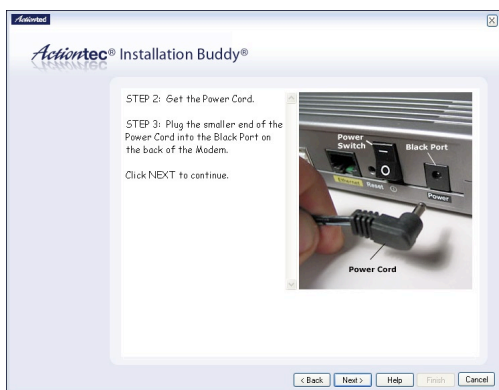 Actiontec
Actiontec® Installation Buddy®
STEP 2: Get the Power Cord.
STEP 3: Plug the smaller end of the
Power Cord into the Black Port on
the back of the Modem.
Click NEXT to continue.
Power
Switch
Black Port
Ethernet
Reset
Power
Power Cord
< Back
Next >
Help
Finish
Cancel